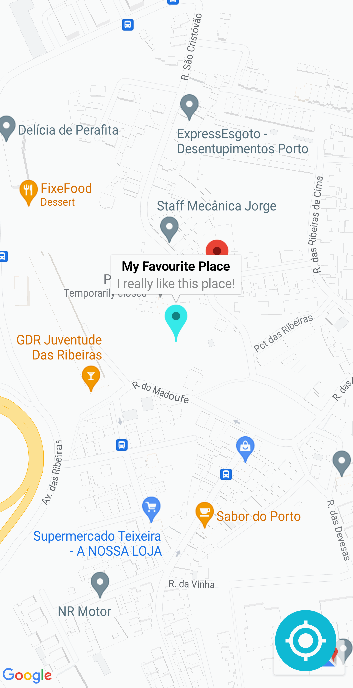 R. São Cristóvão
ExpressEsgoto -
Desentupimentos Porto
Delícia de Perafita
FixeFood
Dessert
R. das Ribeiras de Cima
Staff Mecânica Jorge
My Favourite Place
I really like this place!
P
Temporarily closed
Pct das Ribeiras
GDR Juventude
Das Ribeiras
R. do Madoufe
R. das
Av. das Ribeiras
Supermercado Teixeira
- A NOSSA LOJA
Sabor do Porto
R. das Devesas
R. da Vinha
NR Motor
Google